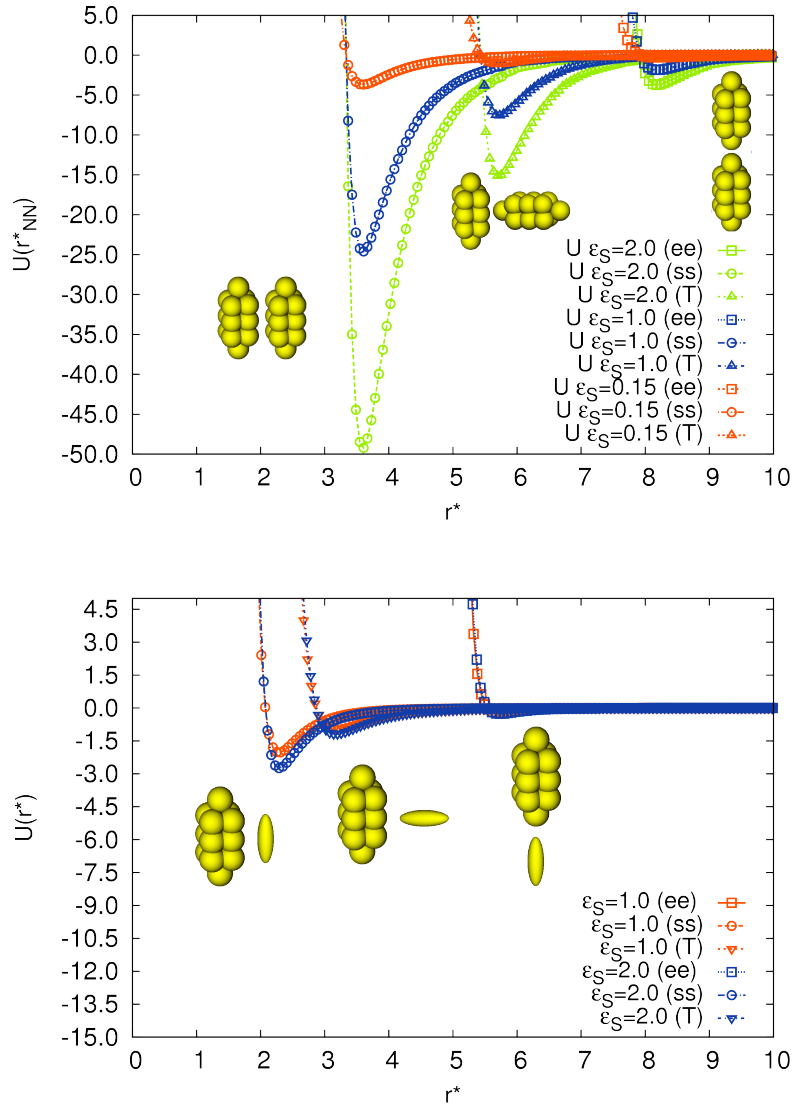 5.0
0.0
-5.0
-10.0
-15.0
-20.0
-25.0
-30.0
-35.0
-40.0
-45.0
-50.0
U(r*NN)
U εS=2.0 (ee)
U εS=2.0 (ss)
U εS=2.0 (T)
U εS=1.0 (ee)
U εS=1.0 (ss)
U εS=1.0 (T)
U εS=0.15 (ee)
U εS=0.15 (ss)
U εS=0.15 (T)
0 1 2 3 4 5 6 7 8 9 10
r*
4.5
3.0
1.5
0.0
-1.5
-3.0
-4.5
-6.0
-7.5
-9.0
-10.5
-12.0
-13.5
-15.0
U(r*)
εS=1.0 (ee)
εS=1.0 (ss)
εS=1.0 (T)
εS=2.0 (ee)
εS=2.0 (ss)
εS=2.0 (T)
0 1 2 3 4 5 6 7 8 9 10
r*